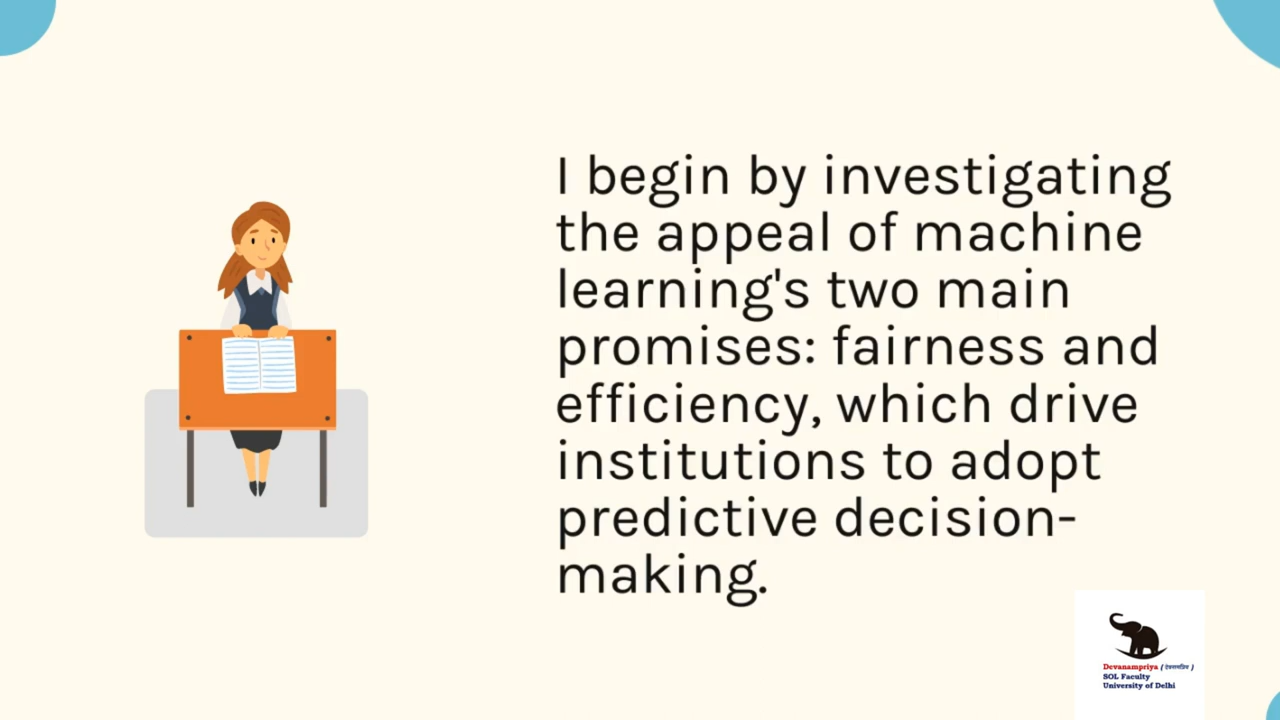 I begin by investigating
the appeal of machine
learning's two main
promises: fairness and
efficiency, which drive
institutions to adopt
predictive decision-
making.
Devanampriya ( देवानामप्रिय )
SOL Faculty
University of Delhi